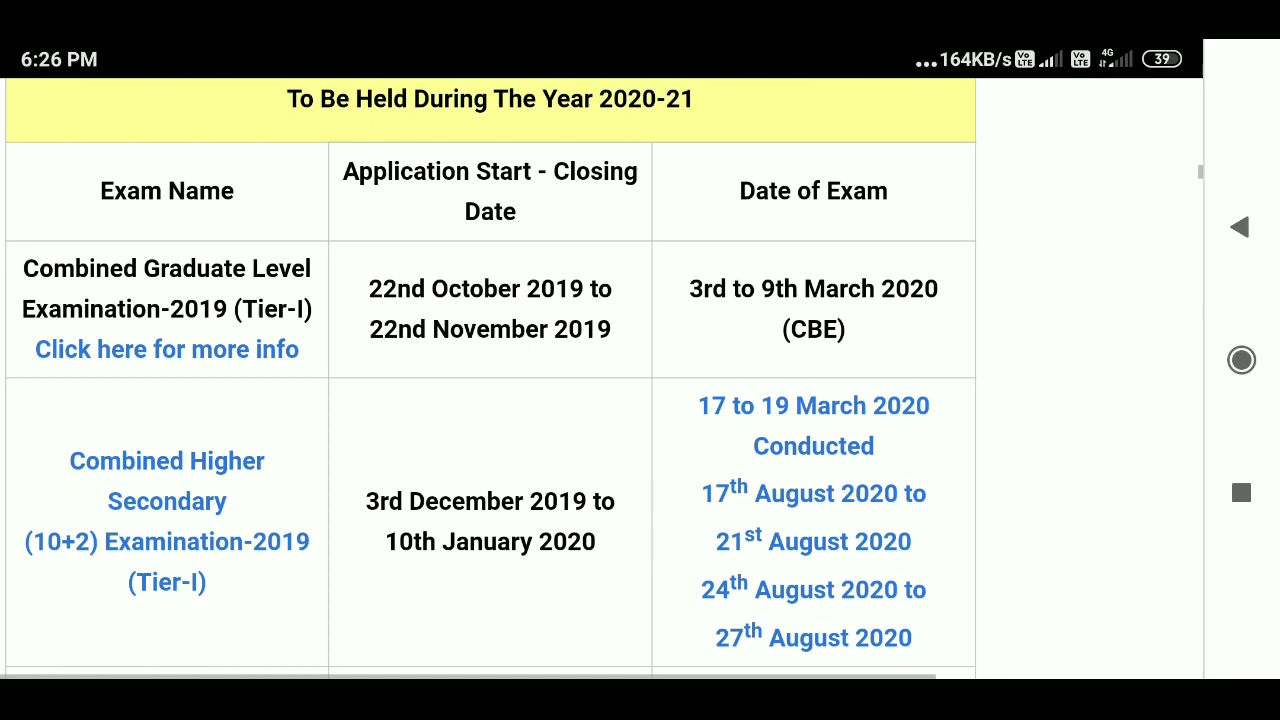 6:26 PM
...164KB/s Vo LTE Vo LTE 4G 39
To Be Held During The Year 2020-21
Exam Name
Application Start - Closing
Date
Date of Exam
Combined Graduate Level
Examination-2019 (Tier-I)
Click here for more info
22nd October 2019 to
22nd November 2019
3rd to 9th March 2020
(CBE)
Combined Higher
Secondary
(10+2) Examination-2019
(Tier-I)
3rd December 2019 to
10th January 2020
17 to 19 March 2020
Conducted
17th August 2020 to
21st August 2020
24th August 2020 to
27th August 2020